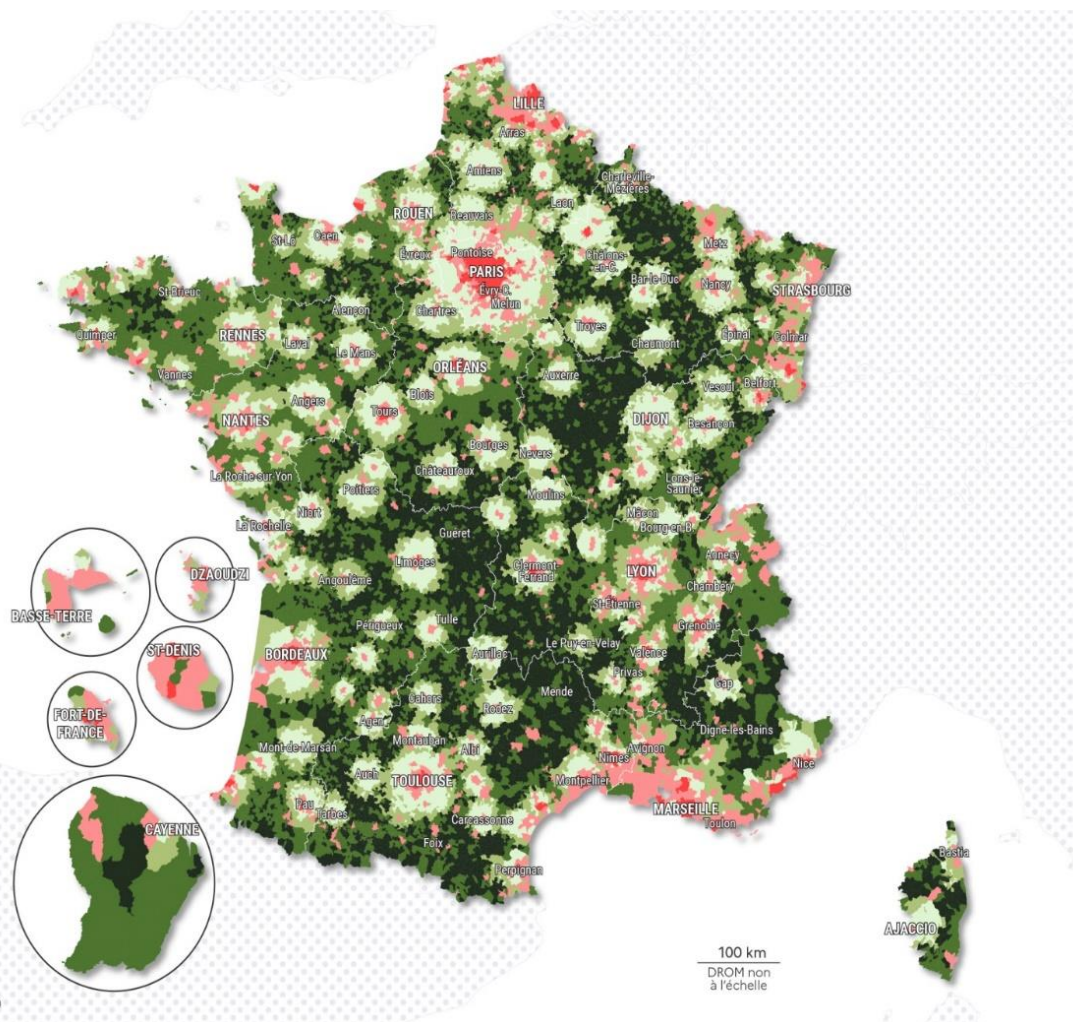 LILLE
Arras
Amiens
Charleville-
Mézières
ROUEN
Beauvais
Laon
St-Lô
Caen
Évreux
Pontoise
PARIS
Évry-C.
Melun
Châlons-
en-C.
Metz
Bar-le-Duc
Nancy
STRASBOURG
St-Brieuc
Alençon
Chartres
Troyes
Chaumont
Épinal
Colmar
Quimper
RENNES
Laval
Le Mans
Vannes
ORLÉANS
Auxerre
Vesoul
Belfort
Blois
Angers
Tours
NANTES
DIJON
Besançon
Bourges
Nevers
Châteauroux
La Roche-sur-Yon
Poitiers
Moulins
Lons-le-
Saunier
Niort
Mâcon
Bourg-en-B.
La Rochelle
Guéret
Annecy
Limoges
Clermont-
Ferrand
LYON
Angoulême
Chambéry
DZAOUDZI
BASSE-TERRE
St-Étienne
Périgueux
Tulle
Grenoble
Le Puy-en-Velay
ST-DENIS
BORDEAUX
Aurillac
Valence
Privas
Gap
Mende
Cahors
Rodez
FORT-DE-
FRANCE
Agen
Digne-les-Bains
Mont-de-Marsan
Montauban
Albi
Nîmes
Avignon
Nice
Auch
TOULOUSE
Montpellier
Pau
Tarbes
MARSEILLE
Toulon
Carcassonne
CAYENNE
Foix
Perpignan
Bastia
AJACCIO
100 km
DROM non
à l'échelle